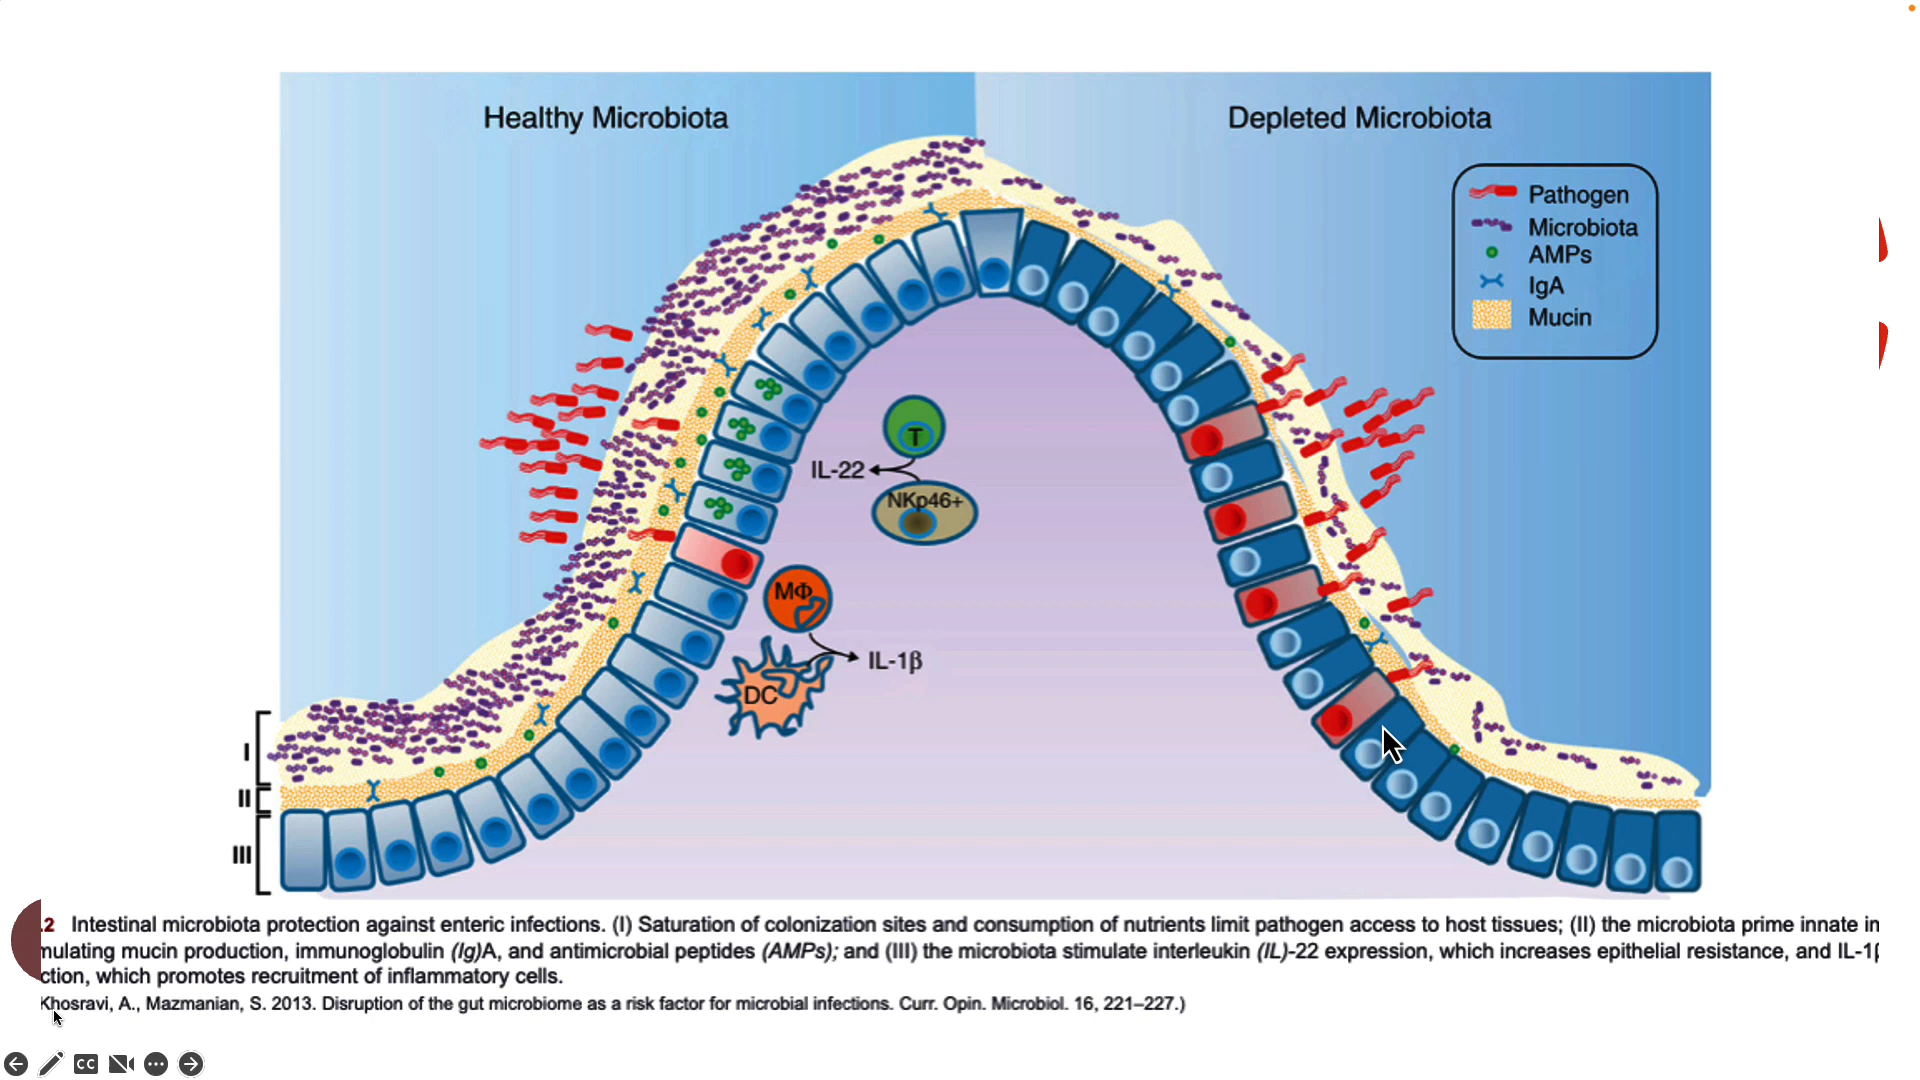 Healthy Microbiota
Depleted Microbiota
Pathogen
Microbiota
AMPs
IgA
Mucin
T
IL-22
NKp46+
MΦ
IL-1β
DC
I
II
III
.2 Intestinal microbiota protection against enteric infections. (I) Saturation of colonization sites and consumption of nutrients limit pathogen access to host tissues; (II) the microbiota prime innate in
mulating mucin production, immunoglobulin (Ig)A, and antimicrobial peptides (AMPs); and (III) the microbiota stimulate interleukin (IL)-22 expression, which increases epithelial resistance, and IL-1β
ction, which promotes recruitment of inflammatory cells.
Khosravi, A., Mazmanian, S. 2013. Disruption of the gut microbiome as a risk factor for microbial infections. Curr. Opin. Microbiol. 16, 221–227.)
CC